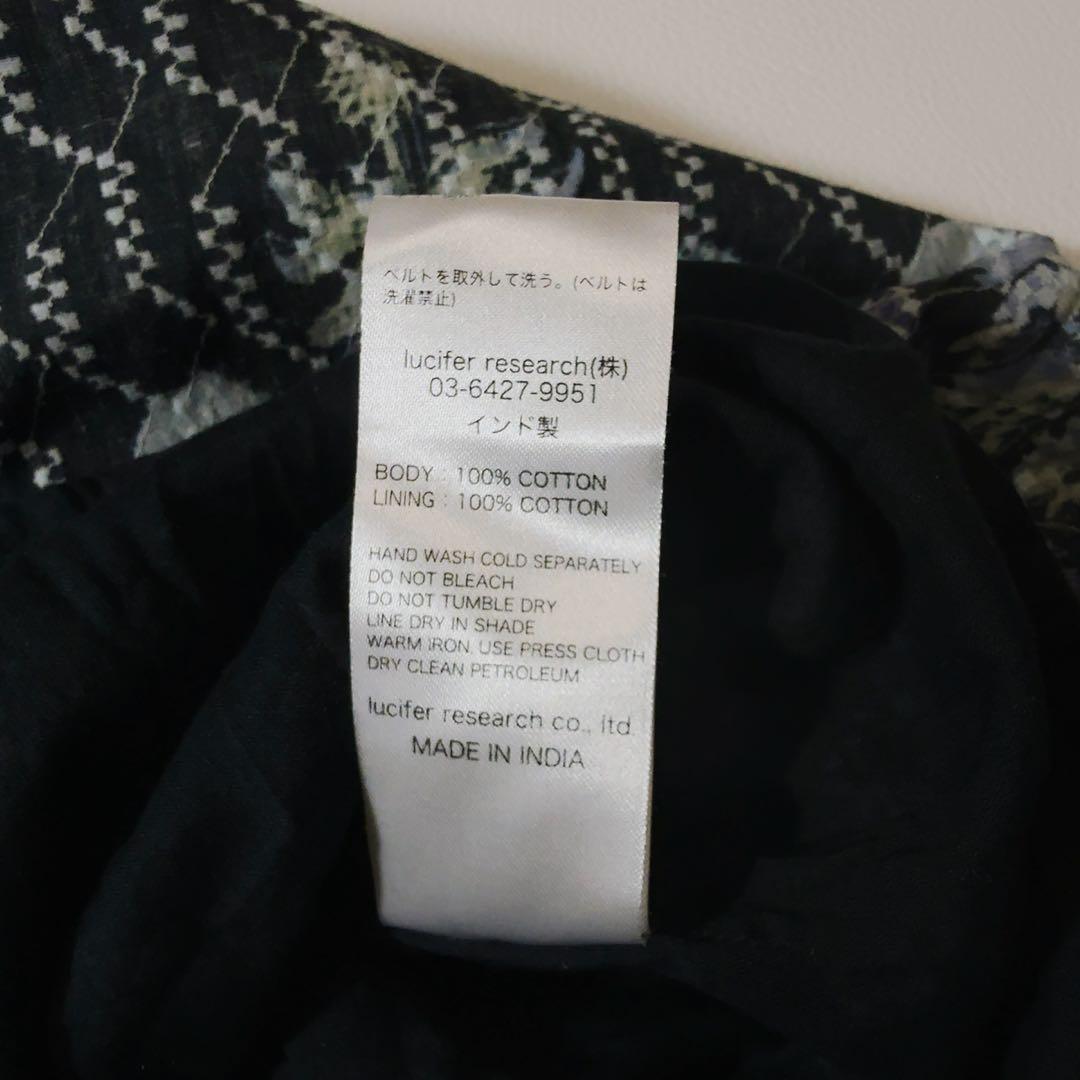 ベルトを取外して洗う。(ベルトは
洗濯禁止)
lucifer research(株)
03-6427-9951
インド製
BODY : 100% COTTON
LINING : 100% COTTON
HAND WASH COLD SEPARATELY
DO NOT BLEACH
DO NOT TUMBLE DRY
LINE DRY IN SHADE
WARM IRON. USE PRESS CLOTH
DRY CLEAN PETROLEUM
lucifer research co., ltd.
MADE IN INDIA